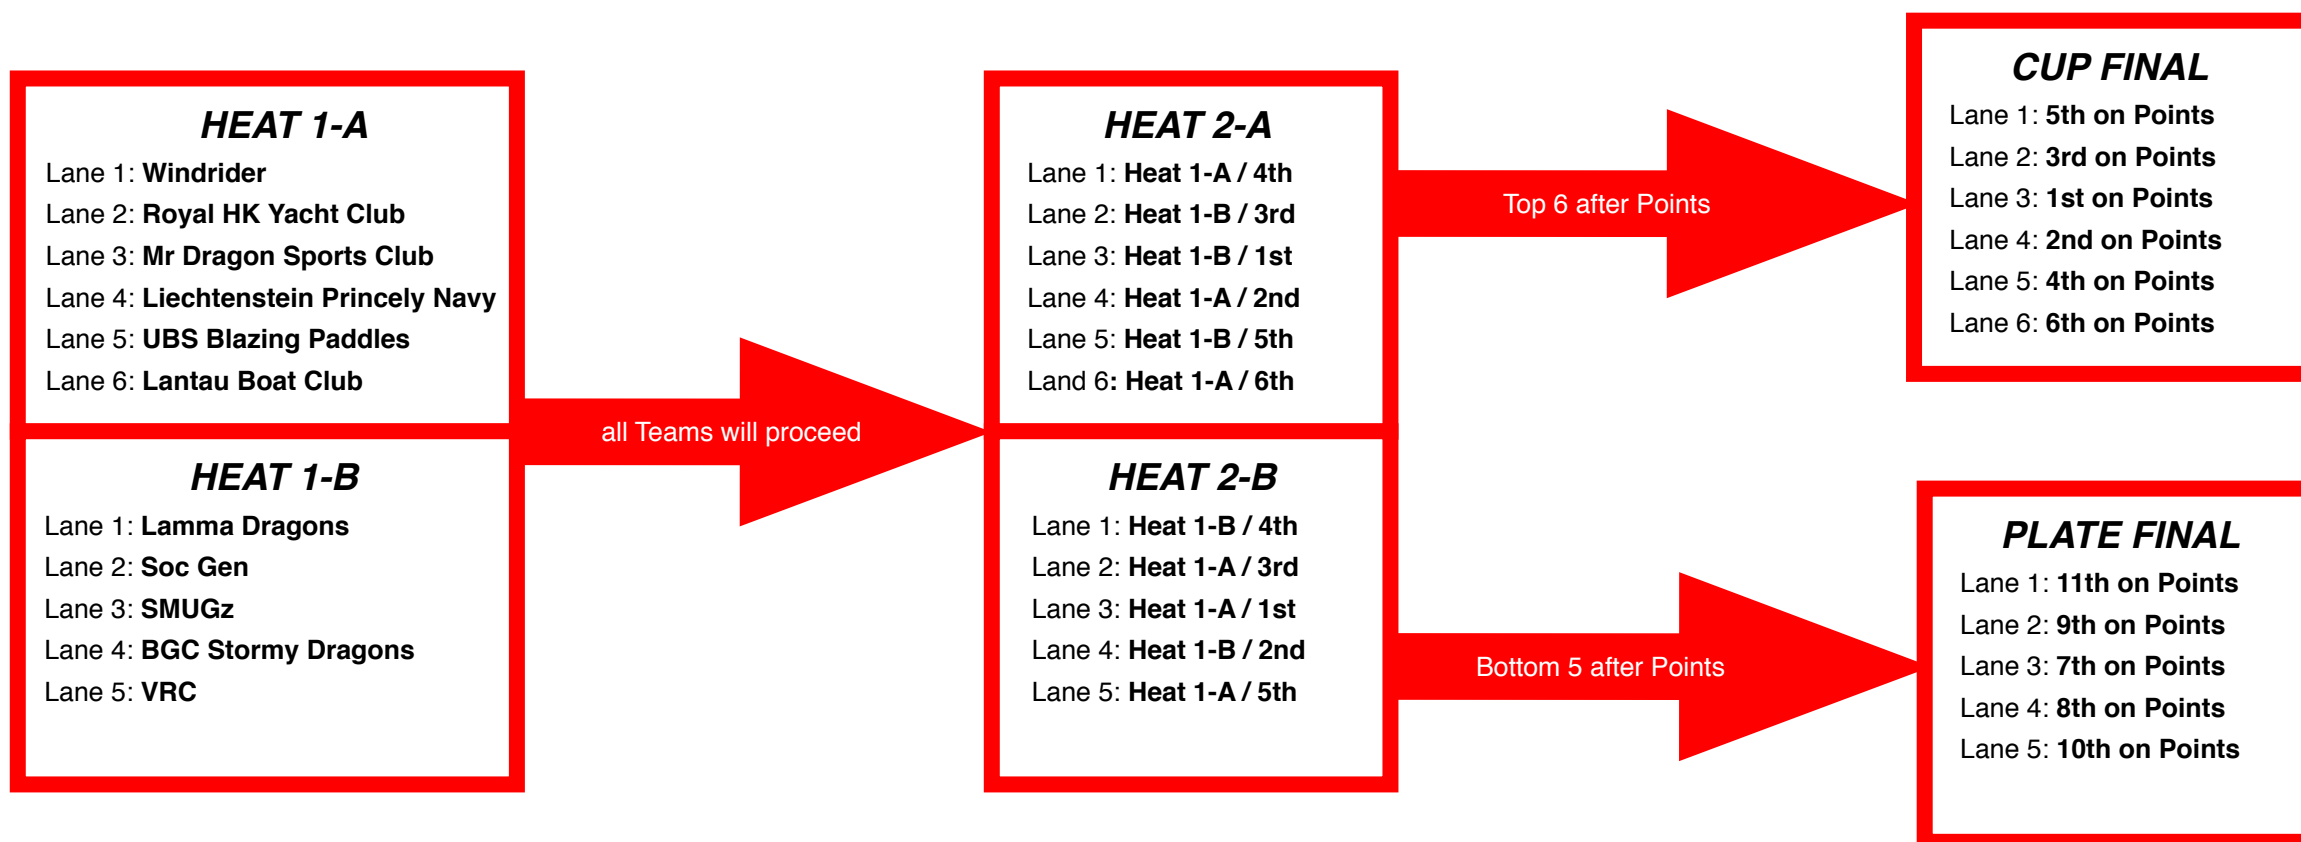 HEAT 1-A
Lane 1: Windrider
Lane 2: Royal HK Yacht Club
Lane 3: Mr Dragon Sports Club
Lane 4: Liechtenstein Princely Navy
Lane 5: UBS Blazing Paddles
Lane 6: Lantau Boat Club
HEAT 1-B
Lane 1: Lamma Dragons
Lane 2: Soc Gen
Lane 3: SMUGz
Lane 4: BGC Stormy Dragons
Lane 5: VRC
all Teams will proceed
HEAT 2-A
Lane 1: Heat 1-A / 4th
Lane 2: Heat 1-B / 3rd
Lane 3: Heat 1-B / 1st
Lane 4: Heat 1-A / 2nd
Lane 5: Heat 1-B / 5th
Land 6: Heat 1-A / 6th
HEAT 2-B
Lane 1: Heat 1-B / 4th
Lane 2: Heat 1-A / 3rd
Lane 3: Heat 1-A / 1st
Lane 4: Heat 1-B / 2nd
Lane 5: Heat 1-A / 5th
Top 6 after Points
Bottom 5 after Points
CUP FINAL
Lane 1: 5th on Points
Lane 2: 3rd on Points
Lane 3: 1st on Points
Lane 4: 2nd on Points
Lane 5: 4th on Points
Lane 6: 6th on Points
PLATE FINAL
Lane 1: 11th on Points
Lane 2: 9th on Points
Lane 3: 7th on Points
Lane 4: 8th on Points
Lane 5: 10th on Points